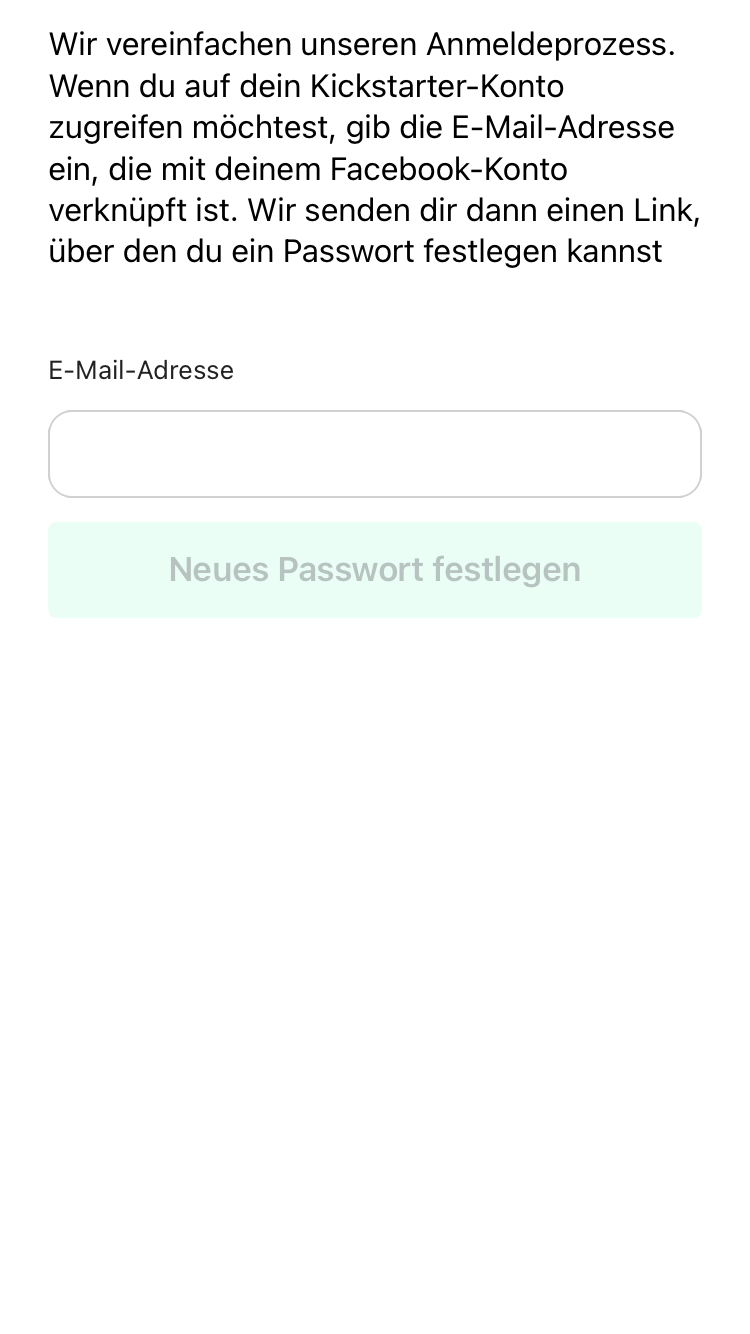 Wir vereinfachen unseren Anmeldeprozess.
Wenn du auf dein Kickstarter-Konto
zugreifen möchtest, gib die E-Mail-Adresse
ein, die mit deinem Facebook-Konto
verknüpft ist. Wir senden dir dann einen Link,
über den du ein Passwort festlegen kannst
E-Mail-Adresse
Neues Passwort festlegen